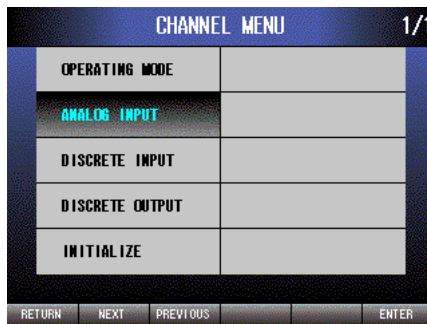 CHANNEL MENU 1/1
OPERATING MODE
ANALOG INPUT
DISCRETE INPUT
DISCRETE OUTPUT
INITIALIZE
RETURN NEXT PREVIOUS ENTER